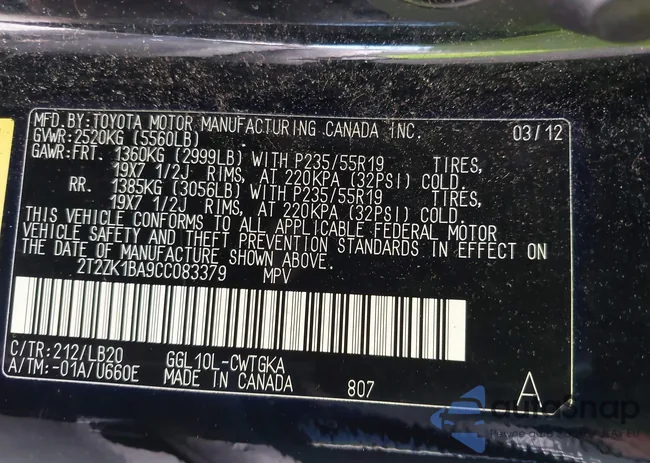 MFD.BY:TOYOTA MOTOR MANUFACTURING CANADA INC. 03/12
GVWR:2520KG (5560LB)
GAWR:FRT. 1360KG (2999LB) WITH P235/55R19 TIRES,
19X7 1/2J RIMS, AT 220KPA (32PSI) COLD.
RR. 1385KG (3056LB) WITH P235/55R19 TIRES,
19X7 1/2J RIMS, AT 220KPA (32PSI) COLD.
THIS VEHICLE CONFORMS TO ALL APPLICABLE FEDERAL MOTOR
VEHICLE SAFETY AND THEFT PREVENTION STANDARDS IN EFFECT ON
THE DATE OF MANUFACTURE SHOWN ABOVE.
2T2ZK1BA9CC083379 MPV
C/TR:212/LB20 GGL10L-CWTGKA
A/TM:-01A/U660E MADE IN CANADA 807 A
autosnap